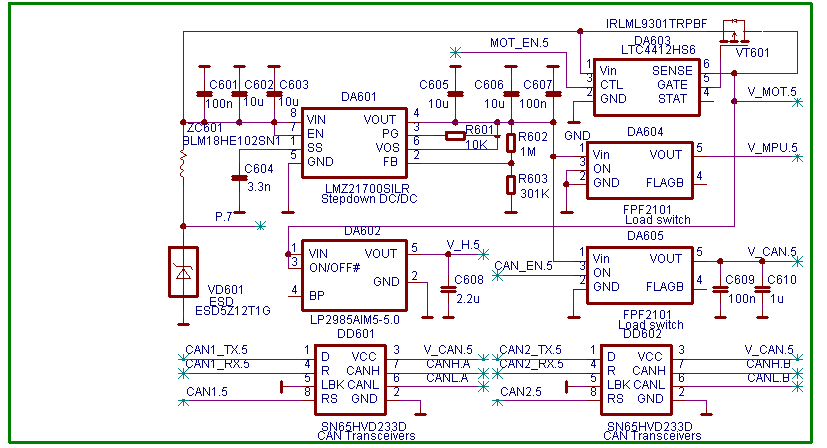 IRLML9301TRPBF
MOT_EN.5
DA603
LTC4412HS6
VT601
1 Vin SENSE 6
3 CTL GATE 5
2 GND STAT 4
V_MOT.5
C601
100n
C602
10u
C603
10u
C605
10u
C606
10u
C607
100n
DA601
8 VIN VOUT 4
7 EN PG 3
1 SS VOS 6
5 GND FB 2
LMZ21700SILR
Stepdown DC/DC
ZC601
BLM18HE102SN1
C604
3.3n
R601
10K
R602
1M
R603
301K
GND
DA604
1 Vin VOUT 5
3 ON
2 GND FLAGB 4
FPF2101
Load switch
V_MPU.5
P.7
DA602
1 VIN VOUT 5
3 ON/OFF#
GND 2
4 BP
LP2985AIM5-5.0
V_H.5
C608
2.2u
CAN_EN.5
DA605
1 Vin VOUT 5
3 ON
2 GND FLAGB 4
FPF2101
Load switch
V_CAN.5
C609
100n
C610
1u
VD601
ESD
ESD5Z12T1G
DD601
CAN1_TX.5 1 D VCC 3 V_CAN.5
CAN1_RX.5 4 R CANH 7 CANH.A
5 LBK CANL 6 CANL.A
CAN1.5 8 RS GND 2
SN65HVD233D
CAN Transceivers
DD602
CAN2_TX.5 1 D VCC 3 V_CAN.5
CAN2_RX.5 4 R CANH 7 CANH.B
5 LBK CANL 6 CANL.B
CAN2.5 8 RS GND 2
SN65HVD233D
CAN Transceivers